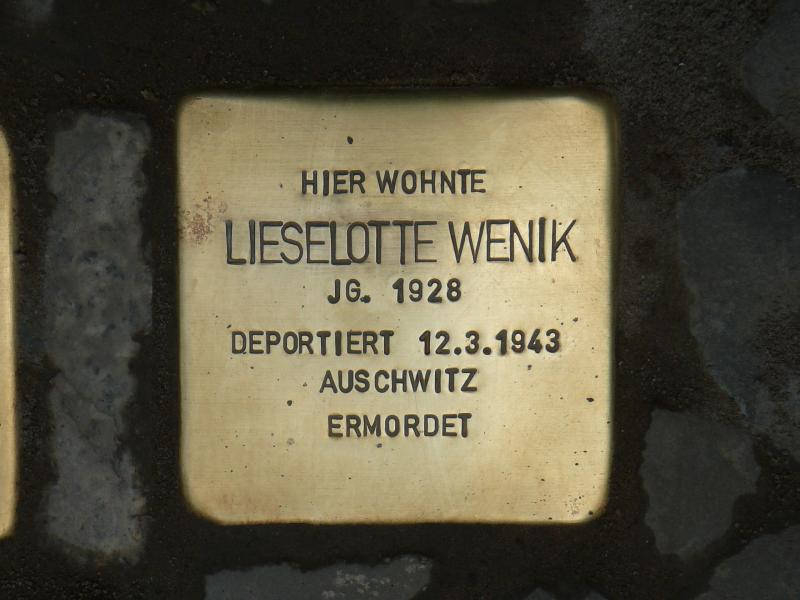 HIER WOHNTE
LIESELOTTE WENIK
JG. 1928
DEPORTIERT 12.3.1943
AUSCHWITZ
ERMORDET